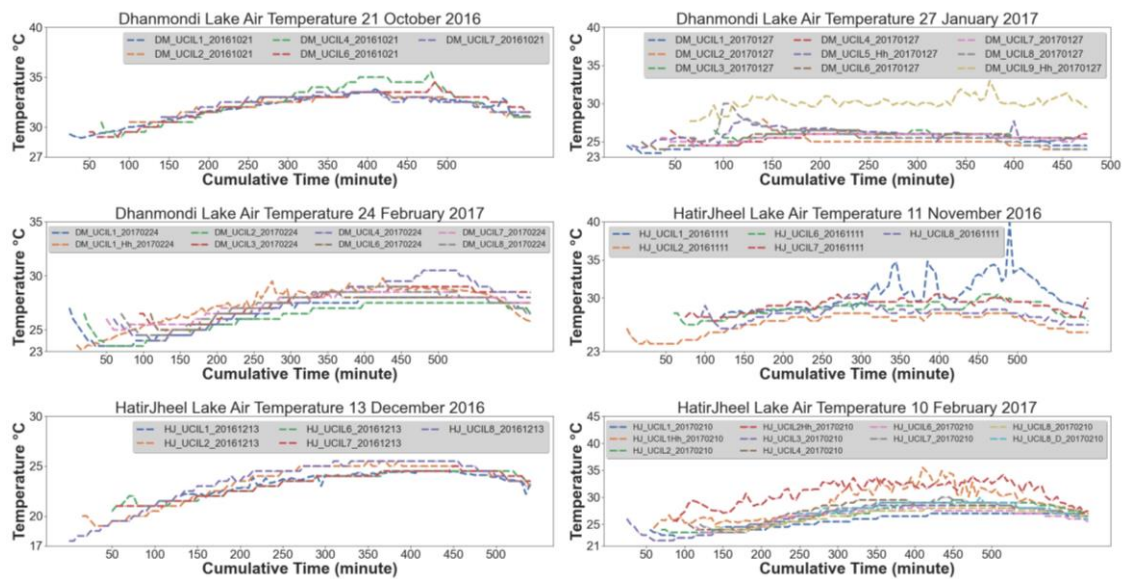 Dhanmondi Lake Air Temperature 21 October 2016
Temperature °C
40
35
30
27
DM_UCIL1_20161021 DM_UCIL4_20161021 DM_UCIL7_20161021
DM_UCIL2_20161021 DM_UCIL6_20161021
50 100 150 200 250 300 350 400 450 500
Cumulative Time (minute)
Dhanmondi Lake Air Temperature 27 January 2017
Temperature °C
40
35
30
25
23
DM_UCIL1_20170127 DM_UCIL4_20170127 DM_UCIL7_20170127
DM_UCIL2_20170127 DM_UCIL5_Hh_20170127 DM_UCIL8_20170127
DM_UCIL3_20170127 DM_UCIL6_20170127 DM_UCIL9_Hh_20170127
50 100 150 200 250 300 350 400 450 475 500
Cumulative Time (minute)
Dhanmondi Lake Air Temperature 24 February 2017
Temperature °C
35
30
25
23
DM_UCIL1_20170224 DM_UCIL2_20170224 DM_UCIL4_20170224 DM_UCIL7_20170224
DM_UCIL1_Hh_20170224 DM_UCIL3_20170224 DM_UCIL6_20170224 DM_UCIL8_20170224
50 100 150 200 250 300 350 400 450 500
Cumulative Time (minute)
HatirJheel Lake Air Temperature 11 November 2016
Temperature °C
40
30
23
HJ_UCIL1_20161111 HJ_UCIL6_20161111 HJ_UCIL8_20161111
HJ_UCIL2_20161111 HJ_UCIL7_20161111
50 100 150 200 250 300 350 400 450 500
Cumulative Time (minute)
HatirJheel Lake Air Temperature 13 December 2016
Temperature °C
30
25
20
17
HJ_UCIL1_20161213 HJ_UCIL6_20161213 HJ_UCIL8_20161213
HJ_UCIL2_20161213 HJ_UCIL7_20161213
50 100 150 200 250 300 350 400 450 500
Cumulative Time (minute)
HatirJheel Lake Air Temperature 10 February 2017
Temperature °C
45
40
35
30
25
21
HJ_UCIL1_20170210 HJ_UCIL2Hh_20170210 HJ_UCIL6_20170210 HJ_UCIL8_20170210
HJ_UCIL1Hh_20170210 HJ_UCIL3_20170210 HJ_UCIL7_20170210 HJ_UCIL8_D_20170210
HJ_UCIL2_20170210 HJ_UCIL4_20170210
50 100 150 200 250 300 350 400 450 500
Cumulative Time (minute)